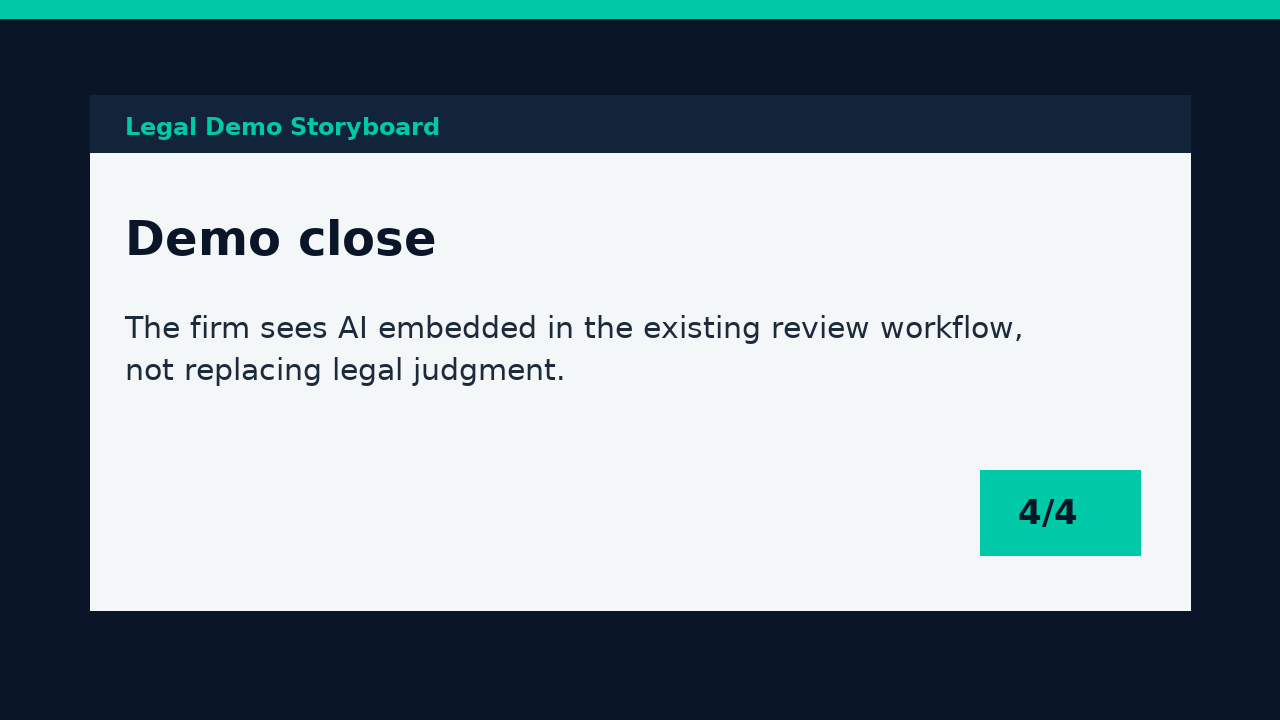 Legal Demo Storyboard
Demo close
The firm sees AI embedded in the existing review workflow,
not replacing legal judgment.
4/4